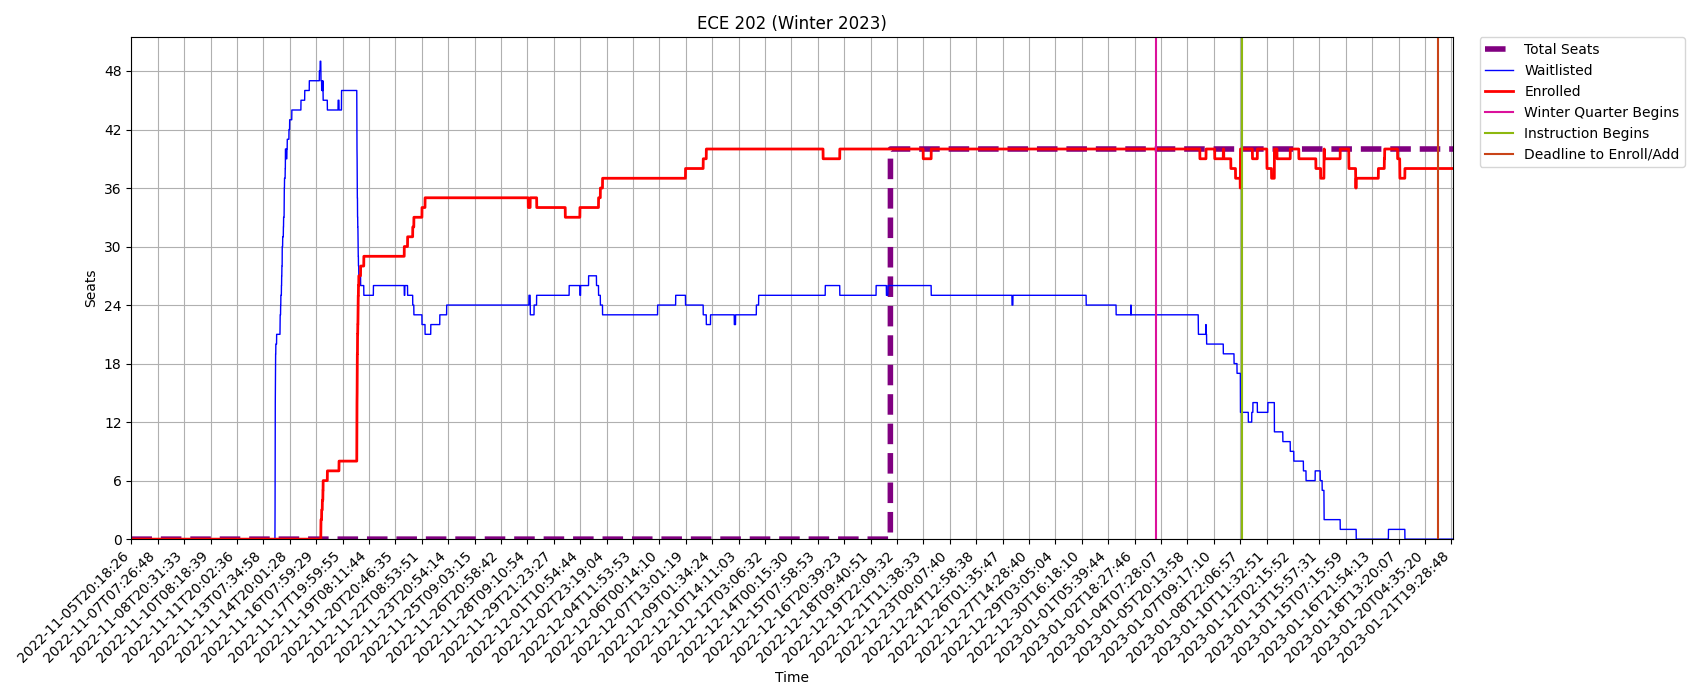 ECE 202 (Winter 2023)
Total Seats
Waitlisted
Enrolled
Winter Quarter Begins
Instruction Begins
Deadline to Enroll/Add
Seats
48
42
36
30
24
18
12
6
0
2022-11-05T20:18:26
2022-11-07T07:26:48
2022-11-08T20:31:33
2022-11-10T08:18:39
2022-11-11T20:02:36
2022-11-13T07:34:58
2022-11-14T20:01:28
2022-11-16T07:59:29
2022-11-17T19:59:55
2022-11-19T08:11:44
2022-11-20T20:46:35
2022-11-22T08:53:51
2022-11-23T20:54:14
2022-11-25T09:03:15
2022-11-26T20:58:42
2022-11-28T09:10:54
2022-11-29T21:23:27
2022-12-01T10:54:44
2022-12-02T23:19:04
2022-12-04T11:53:53
2022-12-06T00:14:10
2022-12-07T13:01:19
2022-12-09T01:34:24
2022-12-10T14:11:03
2022-12-12T03:06:32
2022-12-14T00:15:30
2022-12-15T07:58:53
2022-12-16T20:39:23
2022-12-18T09:40:51
2022-12-19T22:09:32
2022-12-21T11:38:33
2022-12-23T00:07:40
2022-12-24T12:58:38
2022-12-26T01:35:47
2022-12-27T14:28:40
2022-12-29T03:05:04
2022-12-30T16:18:10
2023-01-01T05:39:44
2023-01-02T18:27:46
2023-01-04T07:28:07
2023-01-05T20:13:58
2023-01-07T09:17:10
2023-01-08T22:06:57
2023-01-10T11:32:51
2023-01-12T02:15:52
2023-01-13T15:57:31
2023-01-15T07:15:59
2023-01-16T21:54:13
2023-01-18T13:20:07
2023-01-20T04:35:20
2023-01-21T19:28:48
Time